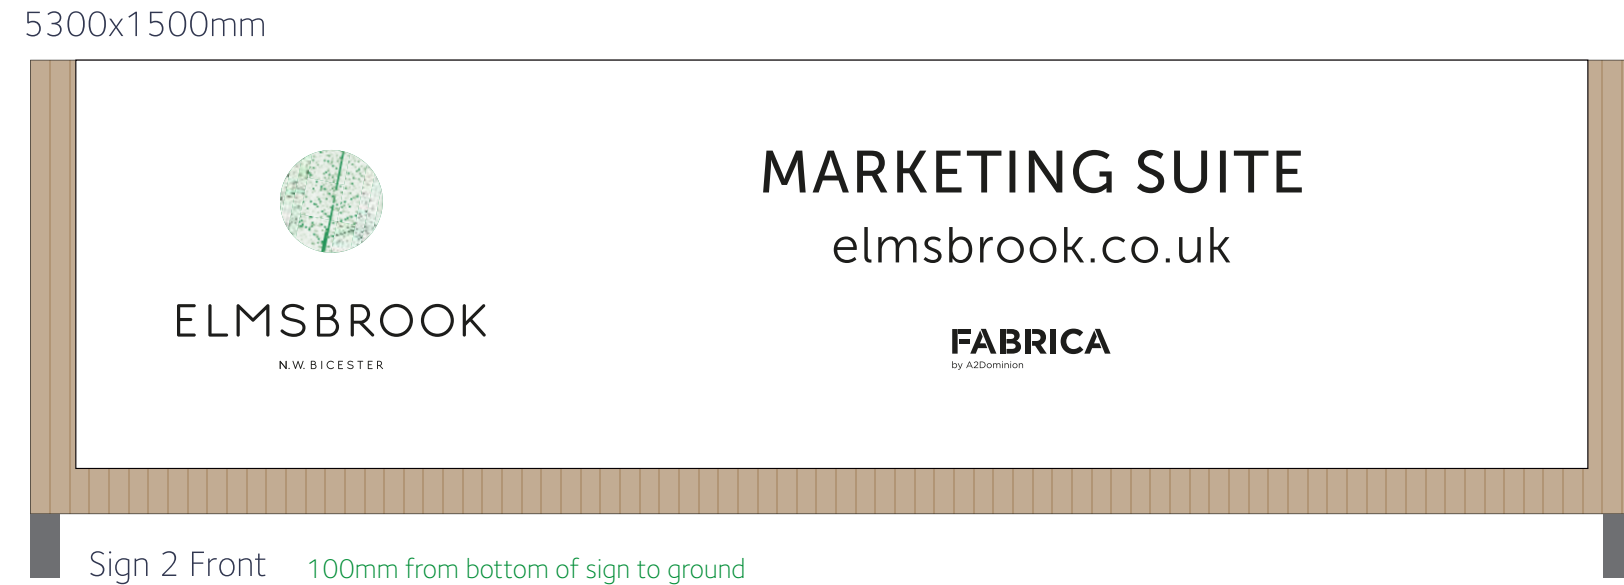 5300x1500mm
MARKETING SUITE
elmsbrook.co.uk
ELMSBROOK
N.W. BICESTER
FABRICA
by A2Dominion
Sign 2 Front
100mm from bottom of sign to ground